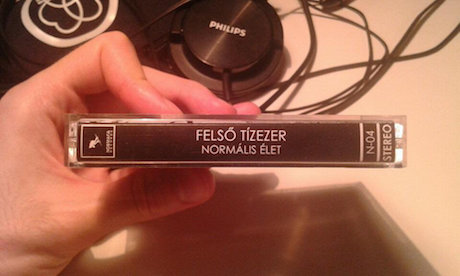 PHILIPS
FELSŐ TÍZEZER
NORMÁLIS ÉLET
N-04
STEREO